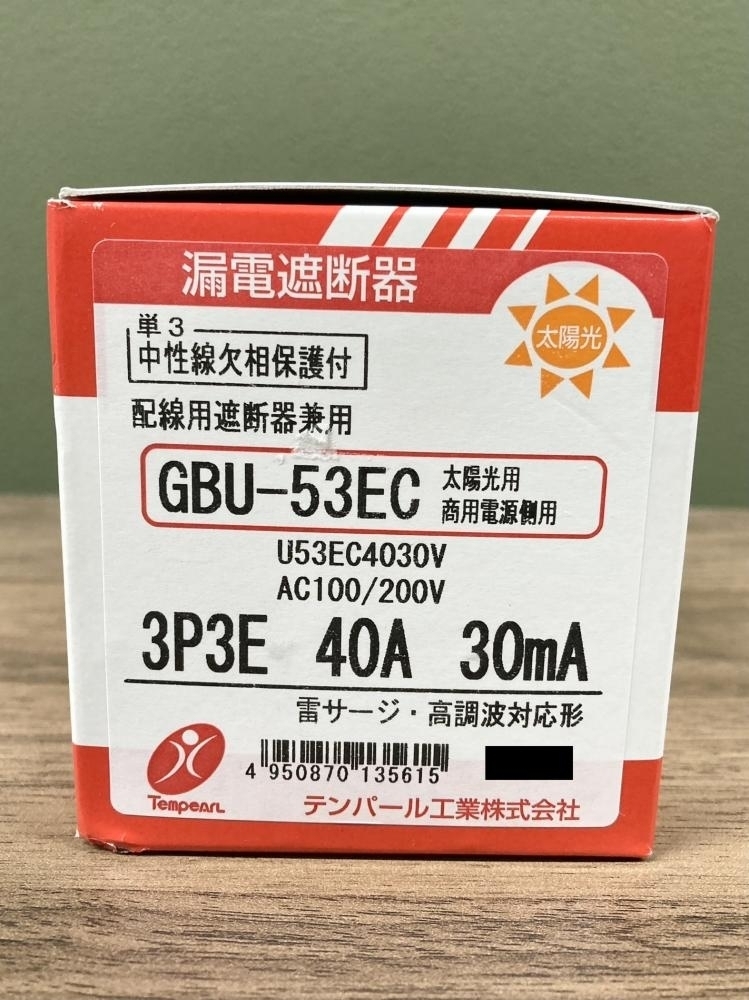 漏電遮断器
太陽光
単3
中性線欠相保護付
配線用遮断器兼用
GBU-53EC
太陽光用
商用電源側用
U53EC4030V
AC100/200V
3P3E 40A 30mA
雷サージ・高調波対応形
4 950870 135615
TEMPEARL
テンパール工業株式会社